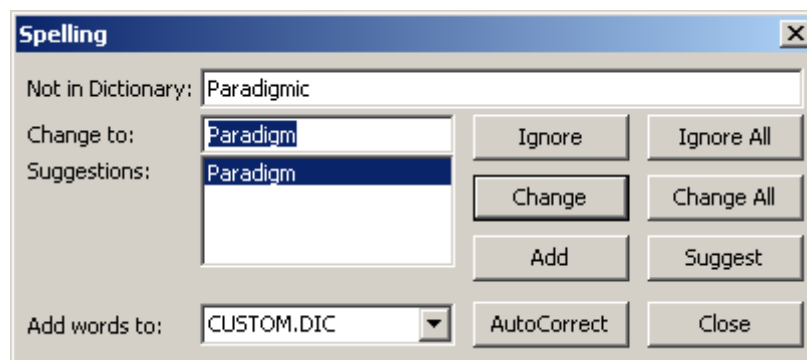 Spelling
Not in Dictionary: Paradigmic
Change to: Paradigm Ignore Ignore All
Suggestions: Paradigm
Change Change All
Add Suggest
Add words to: CUSTOM.DIC AutoCorrect Close